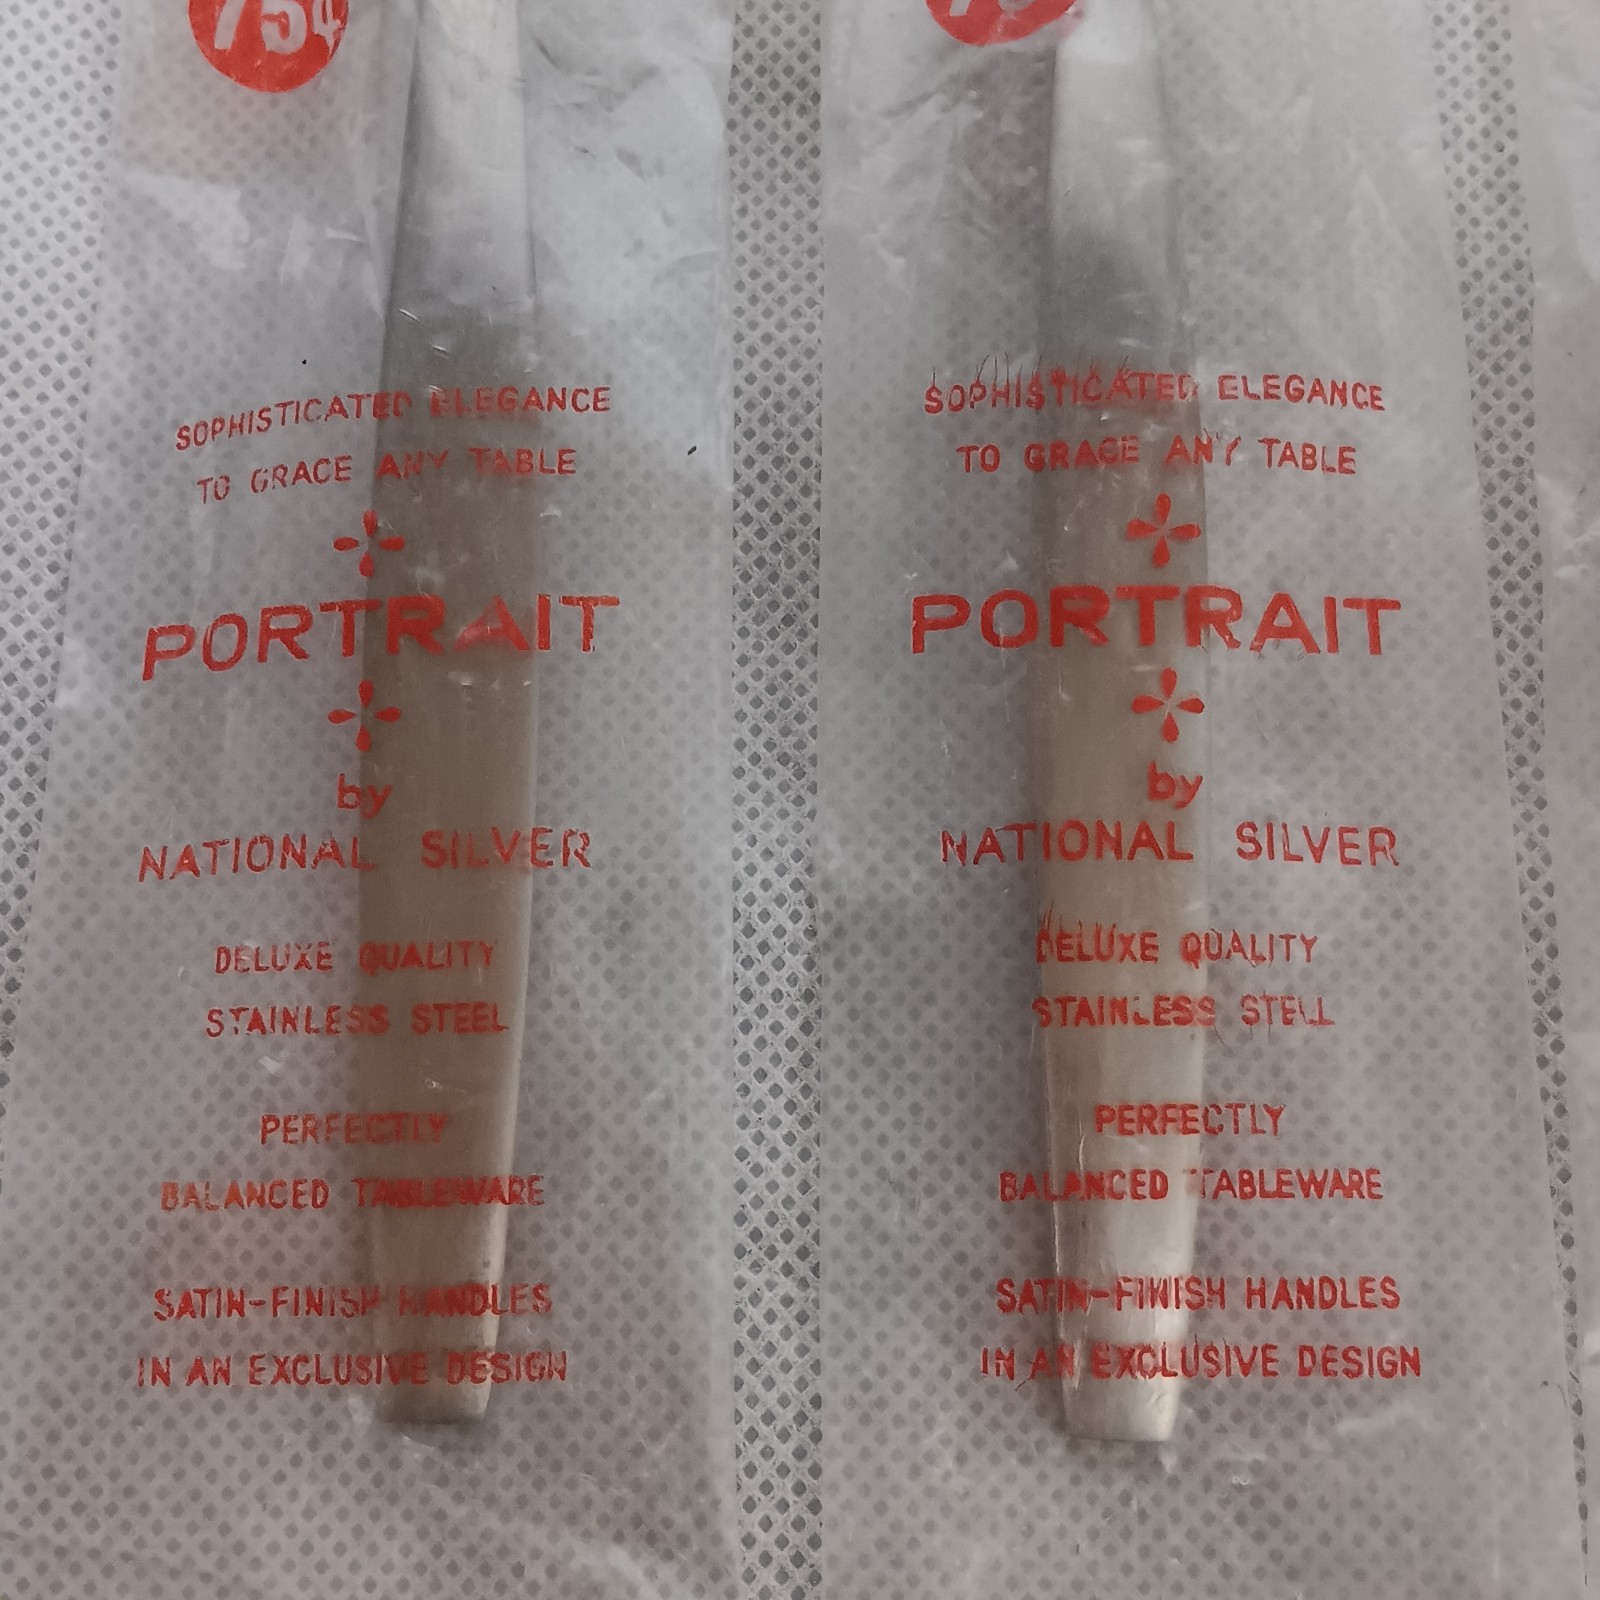 75¢
SOPHISTICATED ELEGANCE
TO GRACE ANY TABLE
PORTRAIT
by
NATIONAL SILVER
DELUXE QUALITY
STAINLESS STEEL
PERFECTLY
BALANCED TABLEWARE
SATIN-FINISH HANDLES
IN AN EXCLUSIVE DESIGN
SOPHISTICATED ELEGANCE
TO GRACE ANY TABLE
PORTRAIT
by
NATIONAL SILVER
DELUXE QUALITY
STAINLESS STEEL
PERFECTLY
BALANCED TABLEWARE
SATIN-FINISH HANDLES
IN AN EXCLUSIVE DESIGN